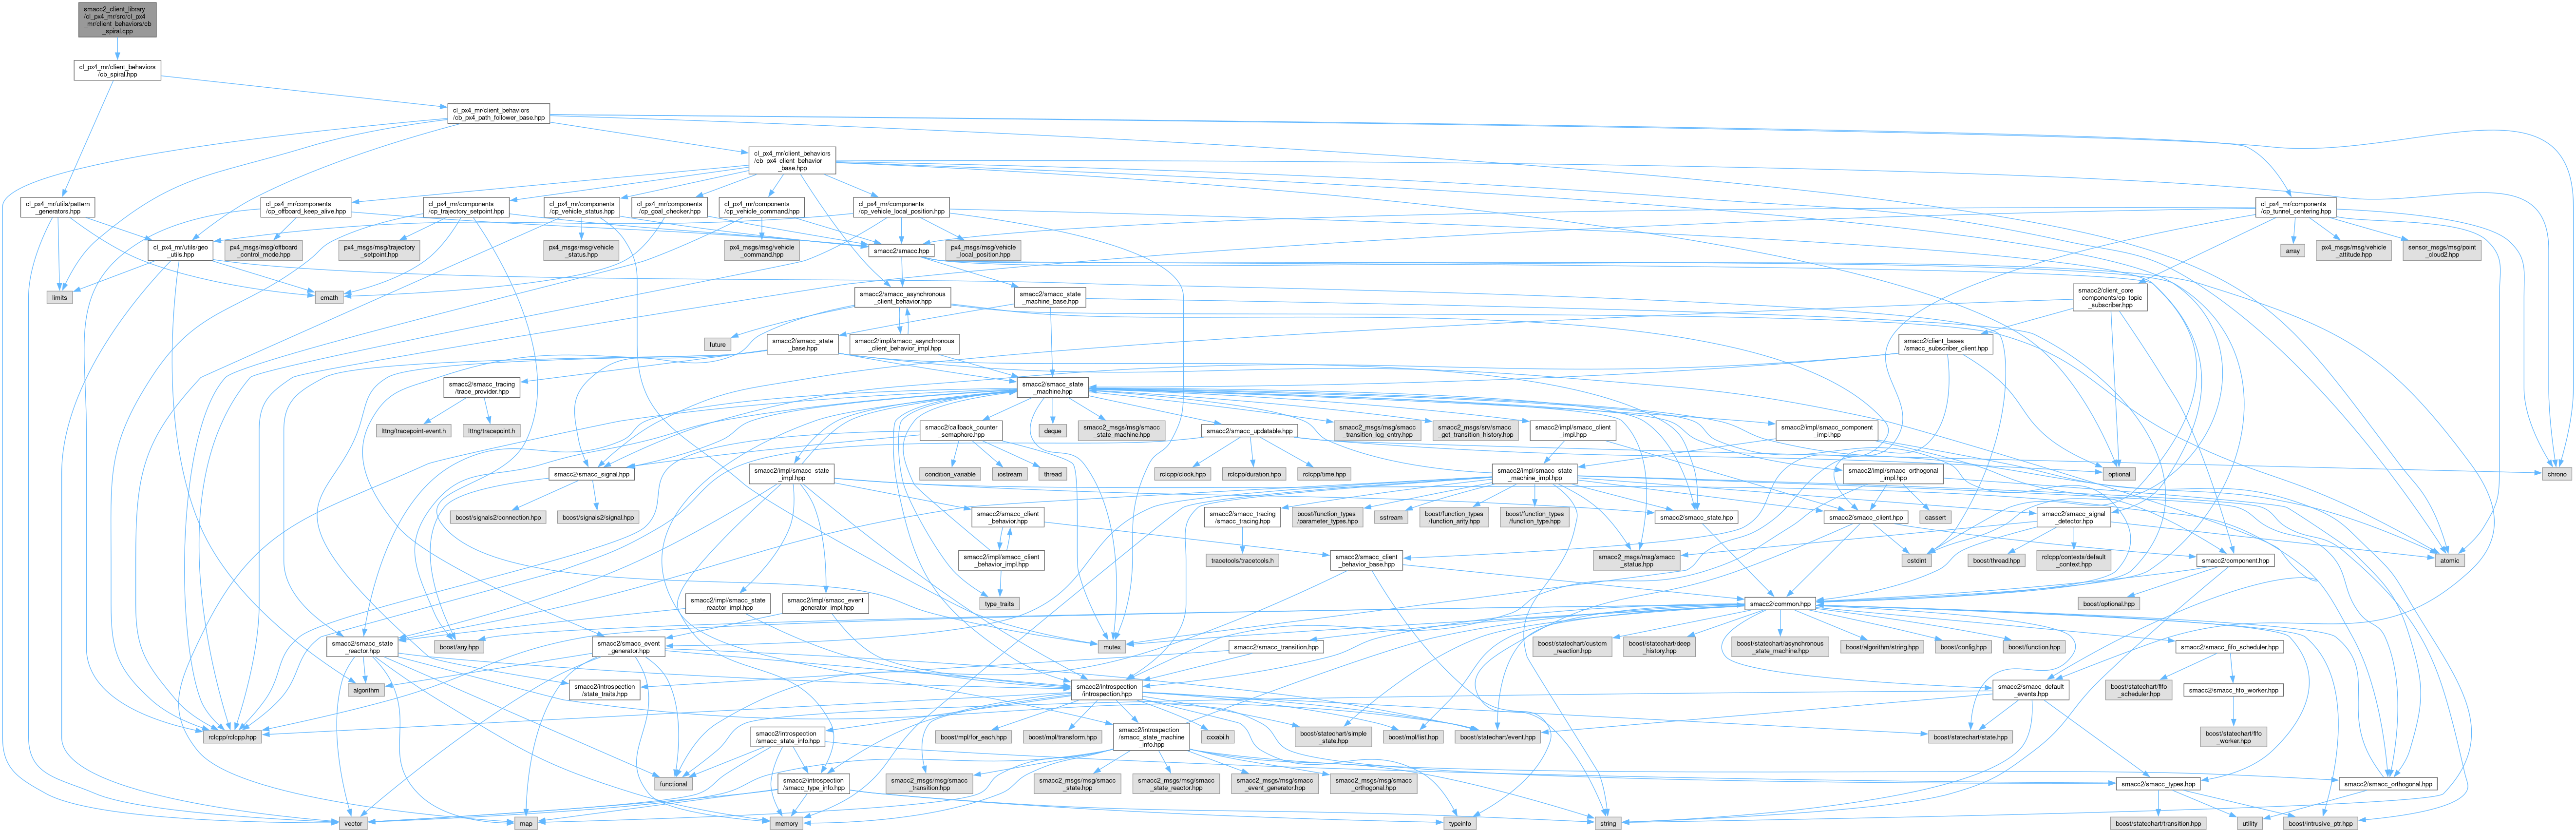 smacc2_client_library
/cl_px4_mr/src/cl_px4
_mr/client_behaviors/cb
_spiral.cpp
cl_px4_mr/client_behaviors
/cb_spiral.hpp
cl_px4_mr/client_behaviors
/cb_px4_path_follower_base.hpp
cl_px4_mr/client_behaviors
/cb_px4_client_behavior
_base.hpp
cl_px4_mr/utils/pattern
_generators.hpp
cl_px4_mr/components
/cp_offboard_keep_alive.hpp
cl_px4_mr/components
/cp_trajectory_setpoint.hpp
cl_px4_mr/components
/cp_vehicle_status.hpp
cl_px4_mr/components
/cp_goal_checker.hpp
cl_px4_mr/components
/cp_vehicle_command.hpp
cl_px4_mr/components
/cp_vehicle_local_position.hpp
cl_px4_mr/components
/cp_tunnel_centering.hpp
cl_px4_mr/utils/geo
_utils.hpp
px4_msgs/msg/offboard
_control_mode.hpp
px4_msgs/msg/trajectory
_setpoint.hpp
px4_msgs/msg/vehicle
_status.hpp
px4_msgs/msg/vehicle
_command.hpp
smacc2/smacc.hpp
px4_msgs/msg/vehicle
_local_position.hpp
array
px4_msgs/msg/vehicle
_attitude.hpp
sensor_msgs/msg/point
_cloud2.hpp
limits
cmath
smacc2/smacc_asynchronous
_client_behavior.hpp
smacc2/smacc_state
_machine_base.hpp
smacc2/client_core
_components/cp_topic
_subscriber.hpp
future
smacc2/smacc_state
_base.hpp
smacc2/impl/smacc_asynchronous
_client_behavior_impl.hpp
smacc2/client_bases
/smacc_subscriber_client.hpp
smacc2/smacc_tracing
/trace_provider.hpp
smacc2/smacc_state
_machine.hpp
lttng/tracepoint-event.h
lttng/tracepoint.h
smacc2/callback_counter
_semaphore.hpp
deque
smacc2_msgs/msg/smacc
_state_machine.hpp
smacc2/smacc_updatable.hpp
smacc2_msgs/msg/smacc
_transition_log_entry.hpp
smacc2_msgs/srv/smacc
_get_transition_history.hpp
smacc2/impl/smacc_client
_impl.hpp
smacc2/impl/smacc_component
_impl.hpp
smacc2/smacc_signal.hpp
condition_variable
iostream
thread
smacc2/impl/smacc_state
_impl.hpp
rclcpp/clock.hpp
rclcpp/duration.hpp
rclcpp/time.hpp
smacc2/impl/smacc_state
_machine_impl.hpp
smacc2/impl/smacc_orthogonal
_impl.hpp
optional
chrono
boost/signals2/connection.hpp
boost/signals2/signal.hpp
smacc2/smacc_client
_behavior.hpp
smacc2/smacc_tracing
/smacc_tracing.hpp
boost/function_types
/parameter_types.hpp
sstream
boost/function_types
/function_arity.hpp
boost/function_types
/function_type.hpp
smacc2/smacc_state.hpp
smacc2/smacc_client.hpp
cassert
smacc2/smacc_signal
_detector.hpp
smacc2/impl/smacc_client
_behavior_impl.hpp
tracetools/tracetools.h
smacc2/smacc_client
_behavior_base.hpp
smacc2_msgs/msg/smacc
_status.hpp
cstdint
boost/thread.hpp
rclcpp/contexts/default
_context.hpp
smacc2/component.hpp
atomic
type_traits
smacc2/impl/smacc_state
_reactor_impl.hpp
smacc2/impl/smacc_event
_generator_impl.hpp
smacc2/common.hpp
boost/optional.hpp
smacc2/smacc_state
_reactor.hpp
boost/any.hpp
smacc2/smacc_event
_generator.hpp
mutex
smacc2/smacc_transition.hpp
boost/statechart/custom
_reaction.hpp
boost/statechart/deep
_history.hpp
boost/statechart/asynchronous
_state_machine.hpp
boost/algorithm/string.hpp
boost/config.hpp
boost/function.hpp
smacc2/smacc_fifo_scheduler.hpp
algorithm
smacc2/introspection
/state_traits.hpp
smacc2/introspection
/introspection.hpp
smacc2/smacc_default
_events.hpp
boost/statechart/fifo
_scheduler.hpp
smacc2/smacc_fifo_worker.hpp
rclcpp/rclcpp.hpp
smacc2/introspection
/smacc_state_info.hpp
boost/mpl/for_each.hpp
boost/mpl/transform.hpp
smacc2/introspection
/smacc_state_machine
_info.hpp
cxxabi.h
boost/statechart/simple
_state.hpp
boost/mpl/list.hpp
boost/statechart/event.hpp
boost/statechart/state.hpp
boost/statechart/fifo
_worker.hpp
functional
smacc2/introspection
/smacc_type_info.hpp
smacc2_msgs/msg/smacc
_transition.hpp
smacc2_msgs/msg/smacc
_state.hpp
smacc2_msgs/msg/smacc
_state_reactor.hpp
smacc2_msgs/msg/smacc
_event_generator.hpp
smacc2_msgs/msg/smacc
_orthogonal.hpp
smacc2/smacc_types.hpp
smacc2/smacc_orthogonal.hpp
vector
map
memory
typeinfo
string
boost/statechart/transition.hpp
utility
boost/intrusive_ptr.hpp